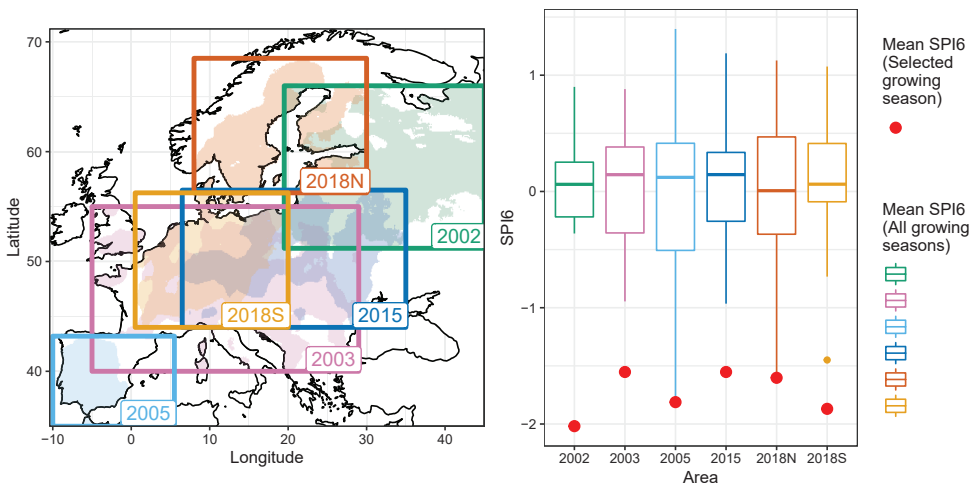 70
60
50
40
−10
0
10
20
30
40
Longitude
Latitude
2018N
2002
2018S
2015
2003
2005
1
0
−1
−2
SPI6
2002
2003
2005
2015
2018N
2018S
Area
Mean SPI6
(Selected
growing
season)
Mean SPI6
(All growing
seasons)